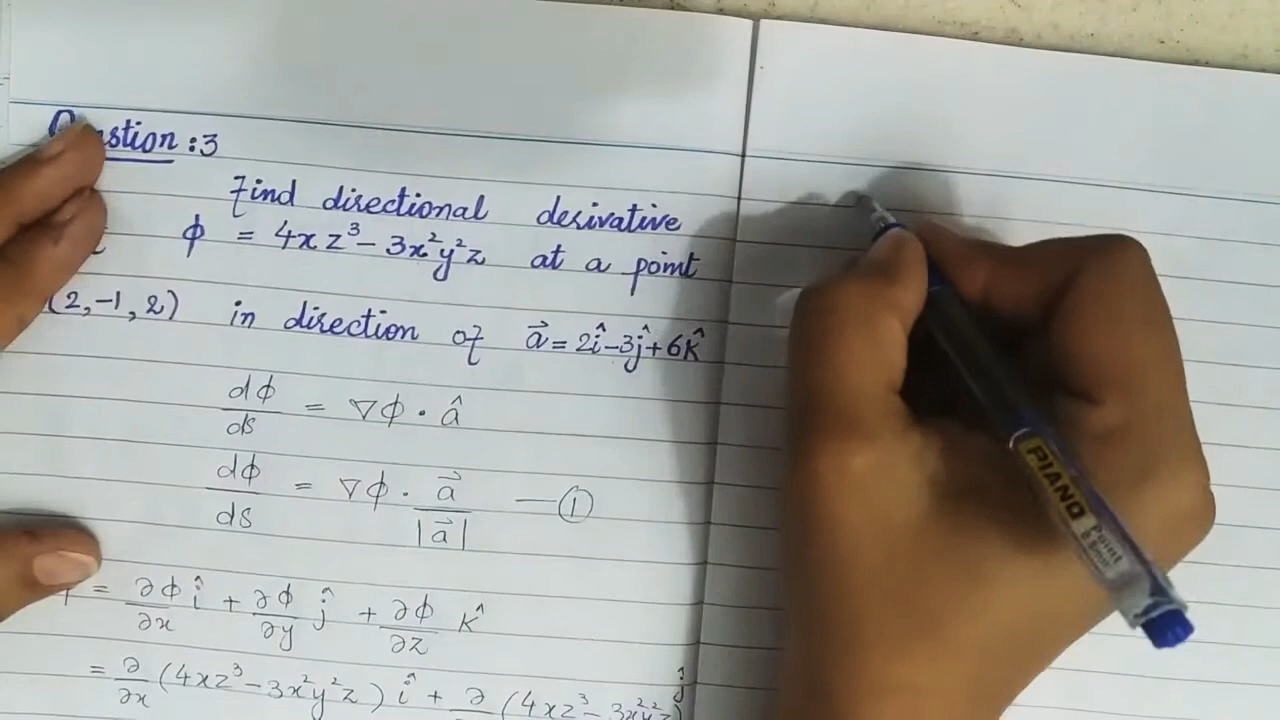 Question : 3
Find directional derivative
ϕ = 4xz³ - 3x²y²z at a point
(2, -1, 2) in direction of a⃗ = 2î - 3ĵ + 6k̂
dϕ/ds = ∇ϕ · â
dϕ/ds = ∇ϕ · a⃗/|a⃗| — ①
= ∂ϕ/∂x î + ∂ϕ/∂y ĵ + ∂ϕ/∂z k̂
= ∂/∂x (4xz³ - 3x²y²z) î + ∂ (4xz³ - 3x²y²z) ĵ
PIANO
Point